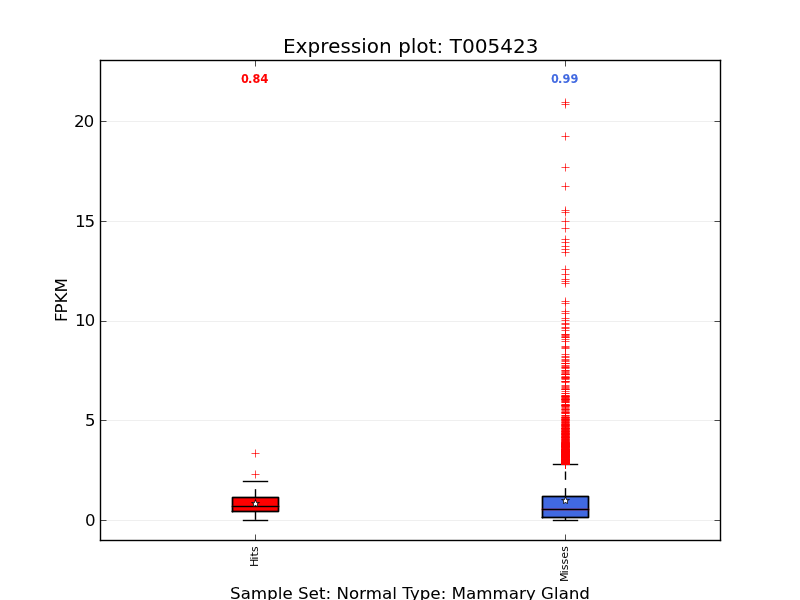 Expression plot: T005423
0.84
0.99
20
15
10
5
0
FPKM
Hits
Misses
Sample Set: Normal Type: Mammary Gland